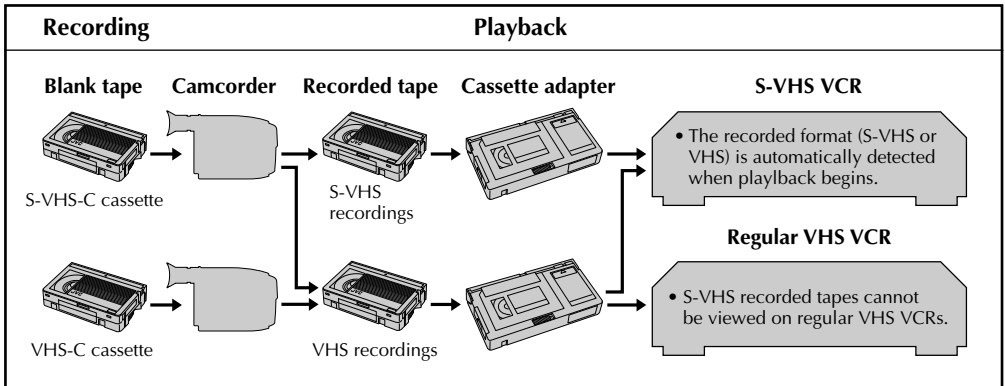 Recording
Playback
Blank tape
Camcorder
Recorded tape
Cassette adapter
S-VHS VCR
• The recorded format (S-VHS or
VHS) is automatically detected
when playlback begins.
S-VHS-C cassette
S-VHS
recordings
Regular VHS VCR
• S-VHS recorded tapes cannot
be viewed on regular VHS VCRs.
VHS-C cassette
VHS recordings